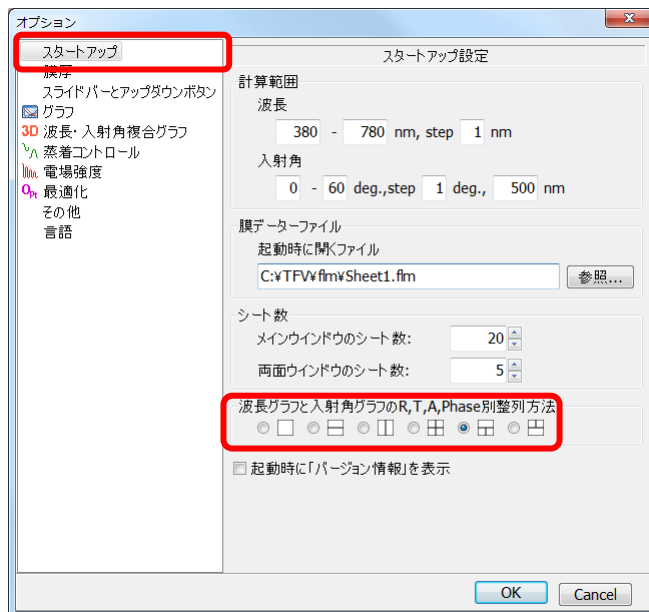 オプション
スタートアップ
膜厚
スライドバーとアップダウンボタン
グラフ
3D 波長・入射角複合グラフ
蒸着コントロール
電場強度
Opt 最適化
その他
言語
スタートアップ設定
計算範囲
波長
380 - 780 nm, step 1 nm
入射角
0 - 60 deg.,step 1 deg., 500 nm
膜データーファイル
起動時に開くファイル
C:¥TFV¥flm¥Sheet1.flm 参照...
シート数
メインウインドウのシート数: 20
両面ウインドウのシート数: 5
波長グラフと入射角グラフのR,T,A,Phase別整列方法
起動時に「バージョン情報」を表示
OK Cancel